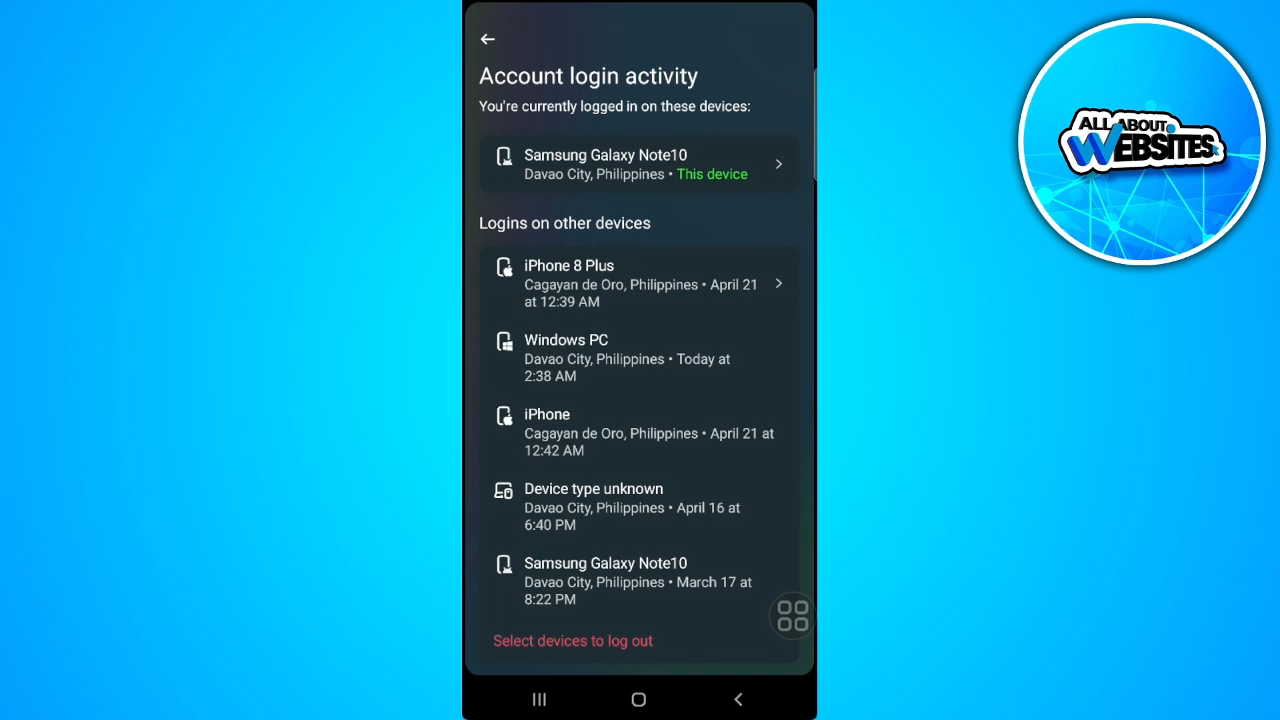 Account login activity
You're currently logged in on these devices:
Samsung Galaxy Note10
Davao City, Philippines • This device
Logins on other devices
iPhone 8 Plus
Cagayan de Oro, Philippines • April 21
at 12:39 AM
Windows PC
Davao City, Philippines • Today at
2:38 AM
iPhone
Cagayan de Oro, Philippines • April 21 at
12:42 AM
Device type unknown
Davao City, Philippines • April 16 at
6:40 PM
Samsung Galaxy Note10
Davao City, Philippines • March 17 at
8:22 PM
Select devices to log out
ALL ABOUT
WEBSITES